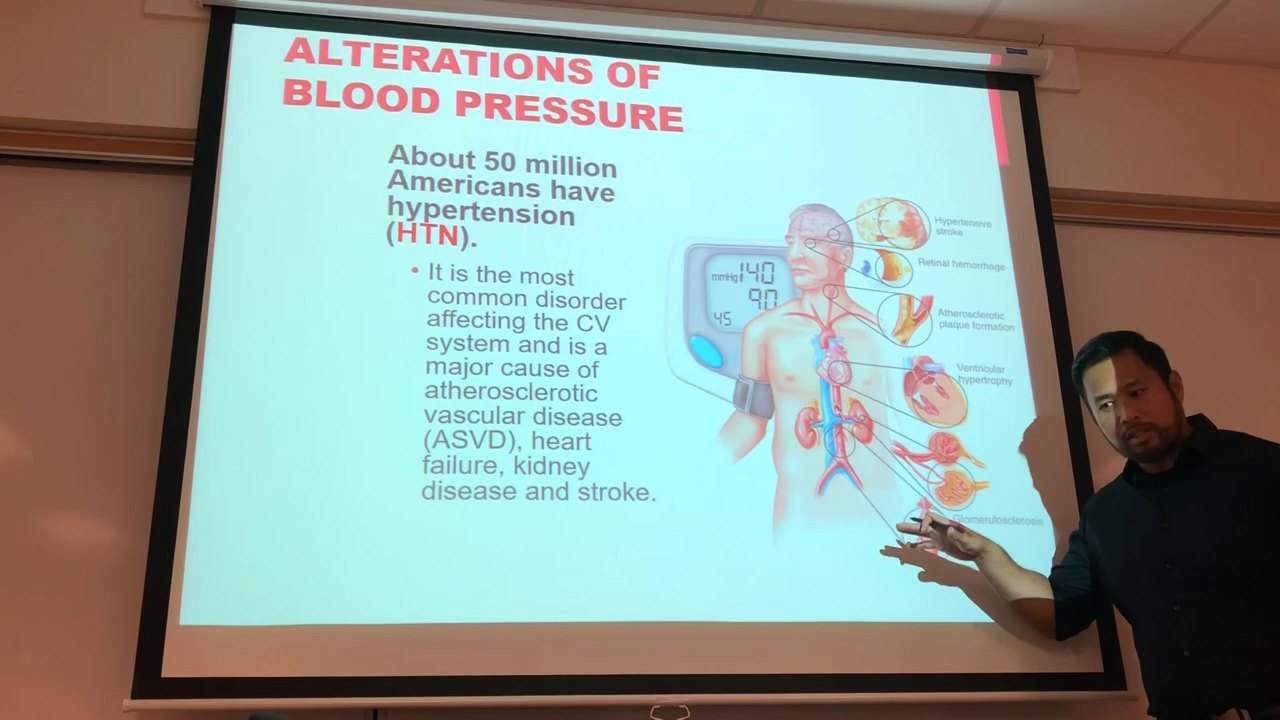 ALTERATIONS OF
BLOOD PRESSURE
About 50 million
Americans have
hypertension
(HTN).
• It is the most
common disorder
affecting the CV
system and is a
major cause of
atherosclerotic
vascular disease
(ASVD), heart
failure, kidney
disease and stroke.
mmHg 140
90
45
Hypertensive
stroke
Retinal hemorrhage
Atherosclerotic
plaque formation
Ventricular
hypertrophy
Glomerulosclerosis